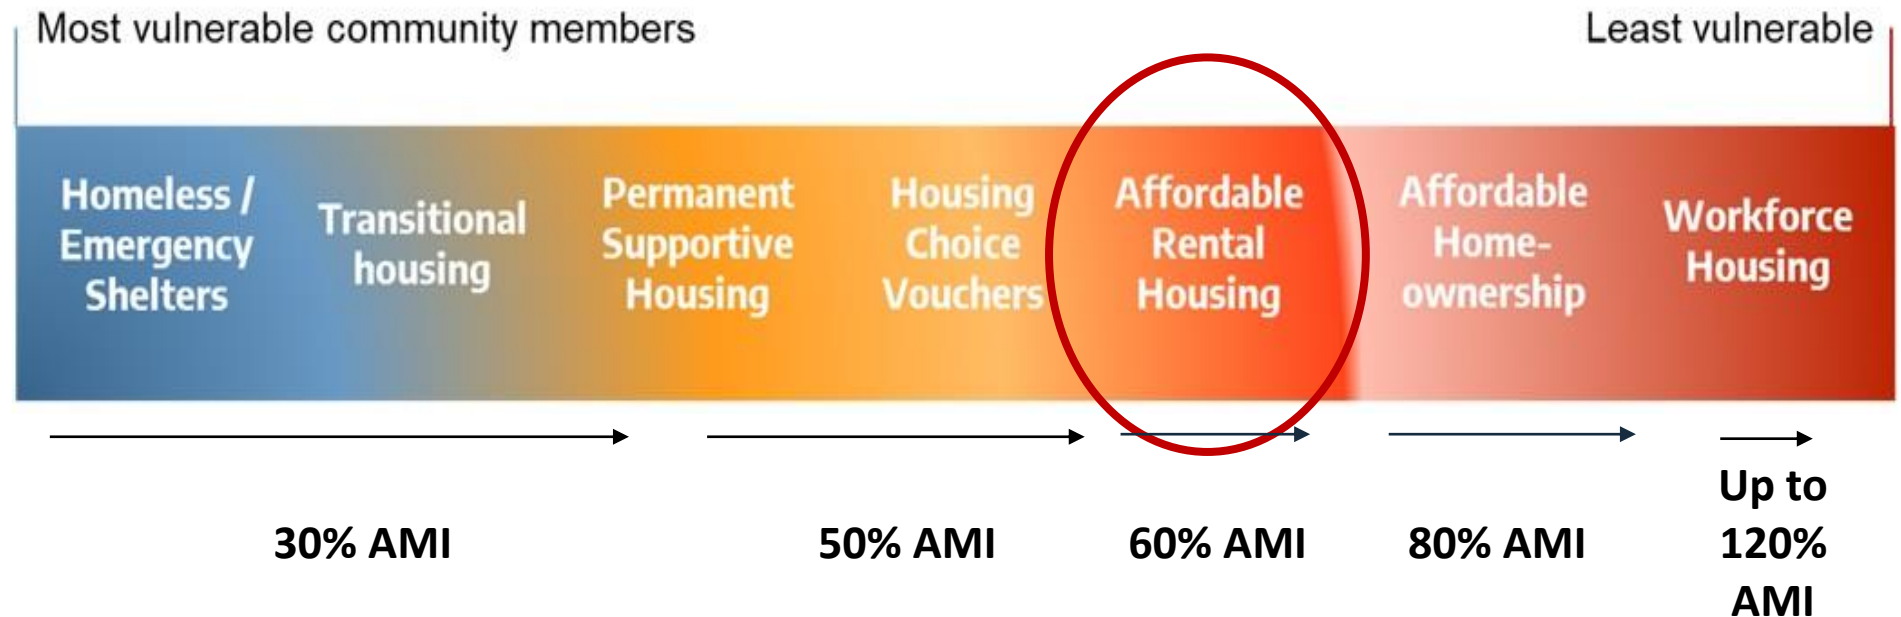 Most vulnerable community members
Least vulnerable
Homeless /
Emergency
Shelters
Transitional
housing
Permanent
Supportive
Housing
Housing
Choice
Vouchers
Affordable
Rental
Housing
Affordable
Home-
ownership
Workforce
Housing
30% AMI
50% AMI
60% AMI
80% AMI
Up to
120%
AMI